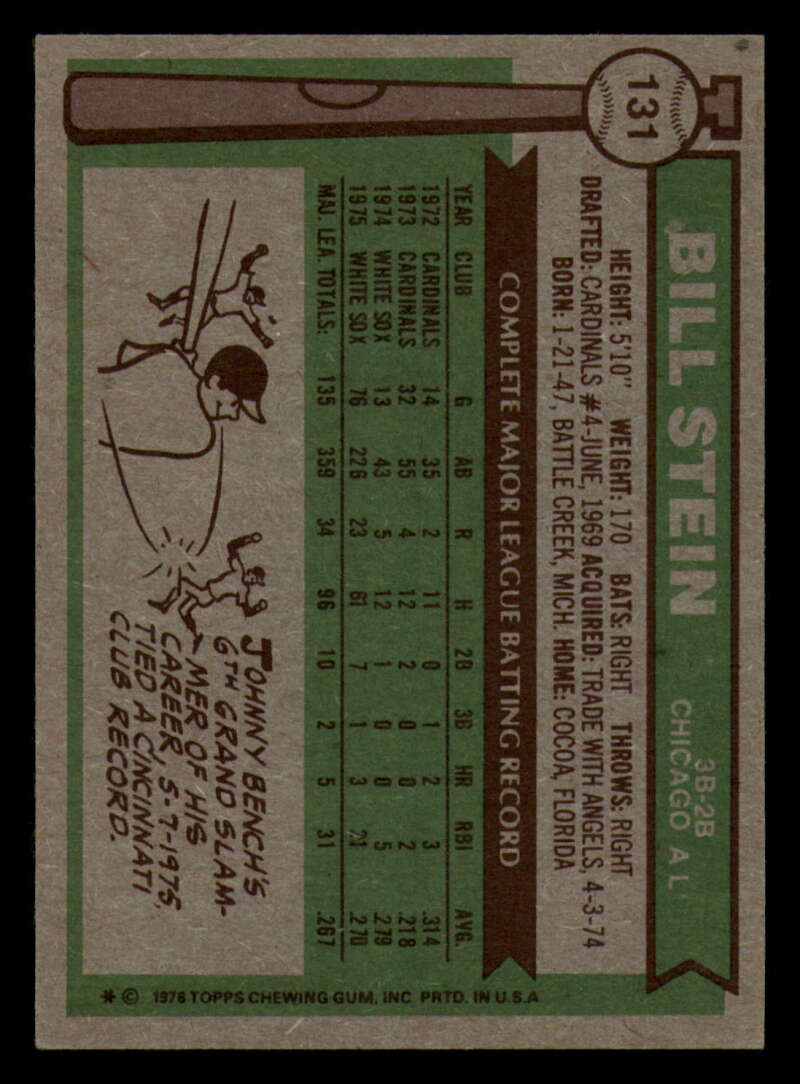 131
BILL STEIN
3B-2B
CHICAGO A L
HEIGHT: 5'10" WEIGHT: 170 BATS: RIGHT THROWS: RIGHT
DRAFTED: CARDINALS #4-JUNE, 1969 ACQUIRED: TRADE WITH ANGELS, 4-3-74
BORN: 1-21-47, BATTLE CREEK, MICH. HOME: COCOA, FLORIDA
COMPLETE MAJOR LEAGUE BATTING RECORD
YEAR CLUB G AB R H 2B 3B HR RBI AVG.
1972 CARDINALS 14 35 2 11 0 1 2 3 .314
1973 CARDINALS 32 55 4 12 2 0 0 2 .218
1974 WHITE SOX 13 43 5 12 1 0 0 5 .279
1975 WHITE SOX 76 226 23 61 7 1 3 21 .270
MAJ. LEA. TOTALS: 135 359 34 96 10 2 5 31 .267
JOHNNY BENCH'S
6TH GRAND SLAM-
MER OF HIS
CAREER, 5-7-1975,
TIED A CINCINNATI
CLUB RECORD.
* © 1976 TOPPS CHEWING GUM, INC PRTD. IN U.S.A